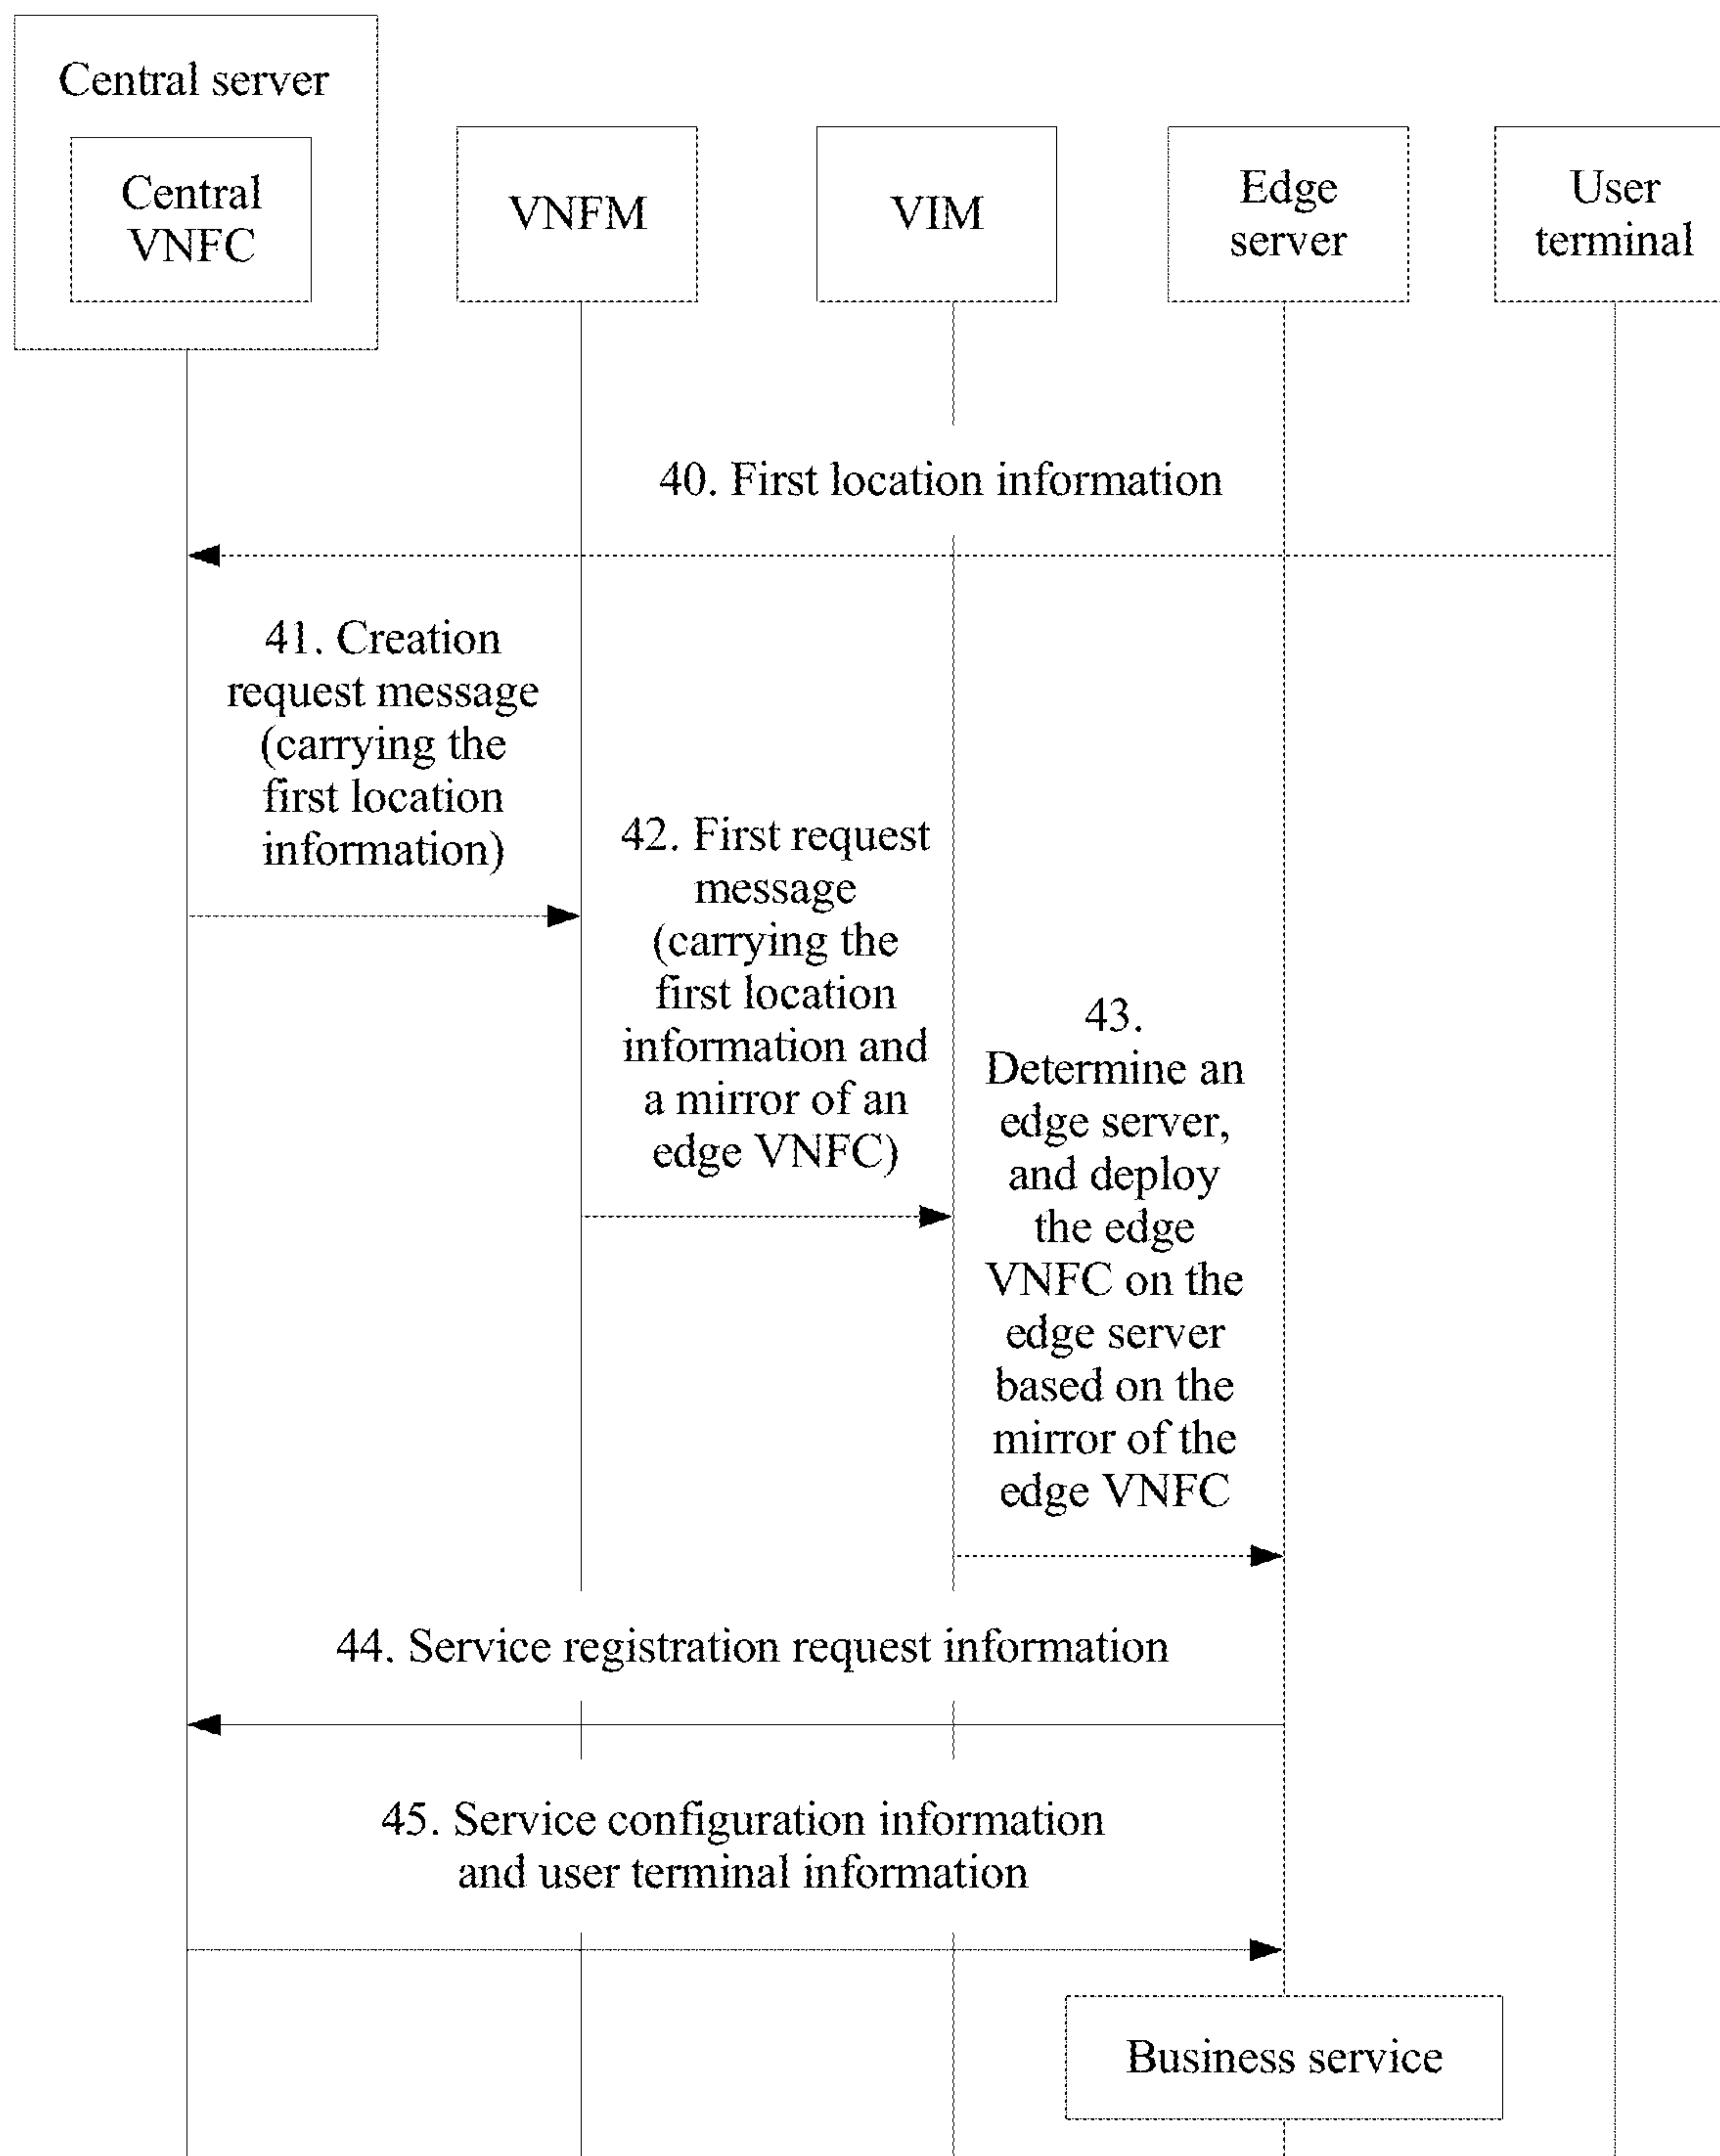 Central server
Central
VNFC
VNFM
VIM
Edge
server
User
terminal
40. First location information
41. Creation
request message
(carrying the
first location
information)
42. First request
message
(carrying the
first location
information and
a mirror of an
edge VNFC)
43.
Determine an
edge server,
and deploy
the edge
VNFC on the
edge server
based on the
mirror of the
edge VNFC
44. Service registration request information
45. Service configuration information
and user terminal information
Business service